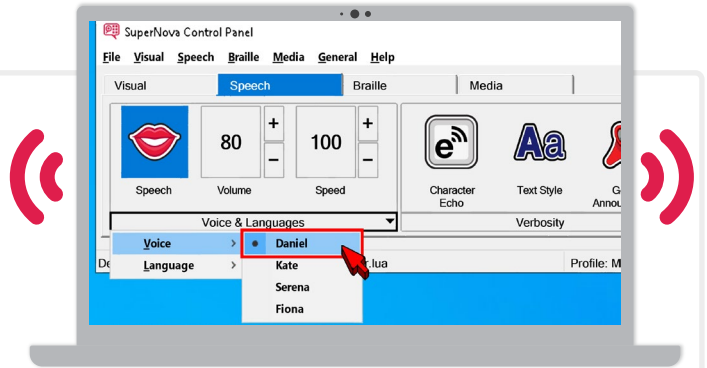 SuperNova Control Panel
File Visual Speech Braille Media General Help
Visual Speech Braille Media
80 + - 100 + -
e Aa
Speech Volume Speed Character Echo Text Style
Voice & Languages Verbosity
Voice > Daniel
Language > Kate
Serena
Fiona
Profile: